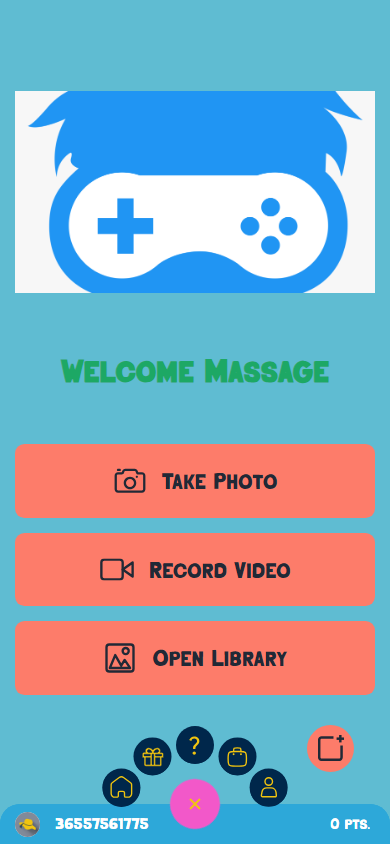 Welcome Massage
Take Photo
Record Video
Open Library
?
36557561775
0 PTS.